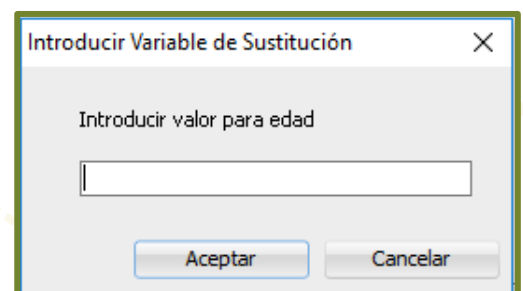 Introducir Variable de Sustitución
Introducir valor para edad
Aceptar Cancelar